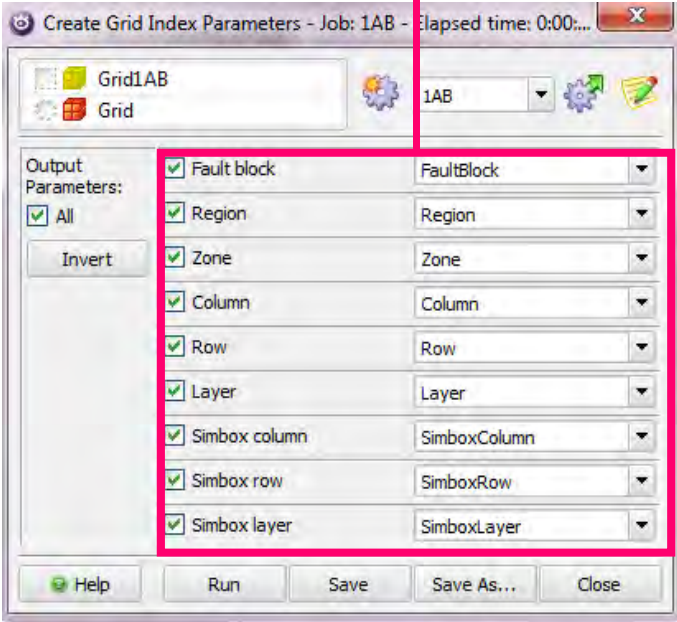 Create Grid Index Parameters - Job: 1AB - Elapsed time: 0:00:...
Grid1AB
Grid
1AB
Output
Parameters:
All
Invert
Fault block FaultBlock
Region Region
Zone Zone
Column Column
Row Row
Layer Layer
Simbox column SimboxColumn
Simbox row SimboxRow
Simbox layer SimboxLayer
Help Run Save Save As... Close